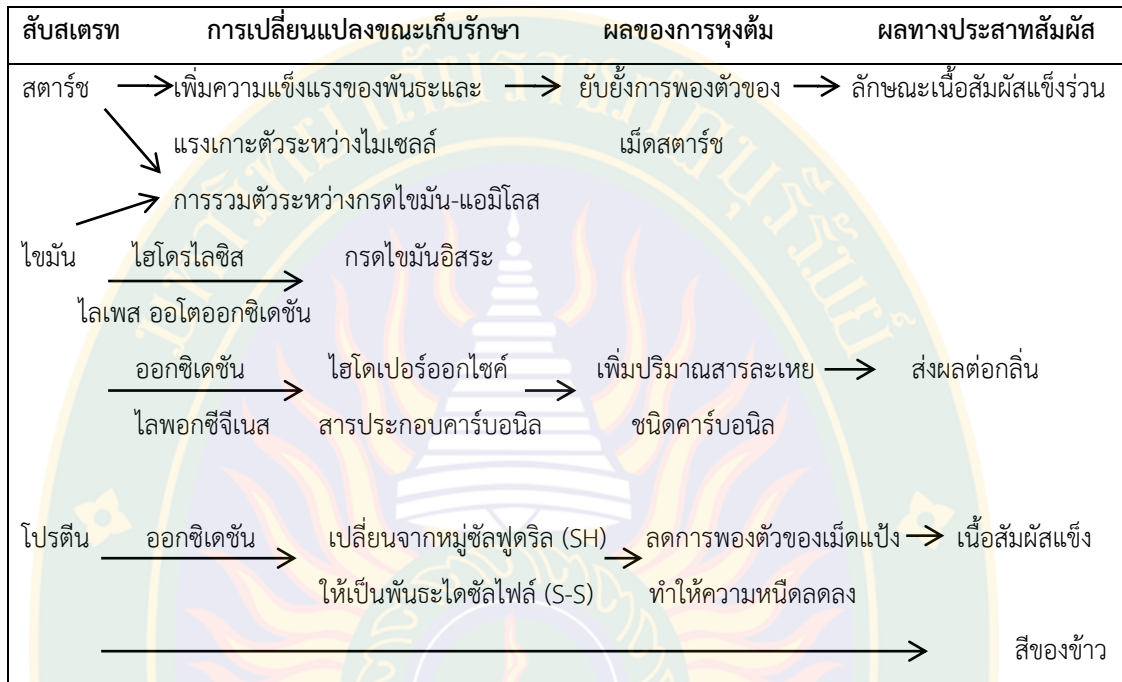 สับสเตรท การเปลี่ยนแปลงขณะเก็บรักษา ผลของการหุงต้ม ผลทางประสาทสัมผัส
สตาร์ช เพิ่มความแข็งแรงของพันธะและ ยับยั้งการพองตัวของ ลักษณะเนื้อสัมผัสแข็งร่วน
แรงเกาะตัวระหว่างไมเซลล์ เม็ดสตาร์ช
การรวมตัวระหว่างกรดไขมัน-แอมิโลส
ไขมัน ไฮโดรไลซิส กรดไขมันอิสระ
ไลเพส ออโตออกซิเดชัน
ออกซิเดชัน ไฮโดเปอร์ออกไซค์ เพิ่มปริมาณสารละเหย ส่งผลต่อกลิ่น
ไลพอกซีจีเนส สารประกอบคาร์บอนิล ชนิดคาร์บอนิล
โปรตีน ออกซิเดชัน เปลี่ยนจากหมู่ซัลฟูดริล (SH) ลดการพองตัวของเม็ดแป้ง เนื้อสัมผัสแข็ง
ให้เป็นพันธะไดซัลไฟล์ (S-S) ทำให้ความหนืดลดลง
สีของข้าว